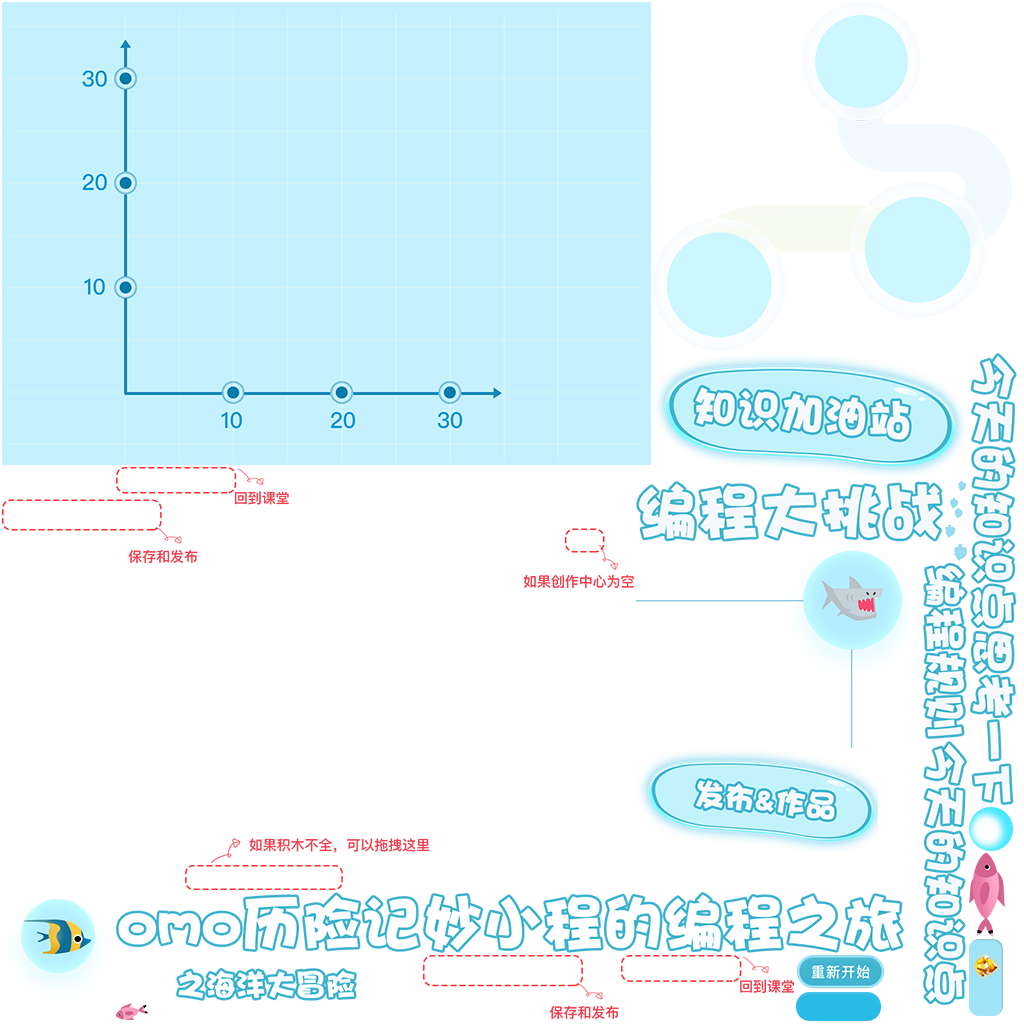 30
20
10
10
20
30
知识加油站
今天的知识点
思考一下
编程大挑战
回到课堂
保存和发布
如果创作中心为空
编程规划
今天的知识点
发布&作品
如果积木不全，可以拖拽这里
omo历险记
妙小程的编程之旅
之海洋大冒险
重新开始
回到课堂
保存和发布